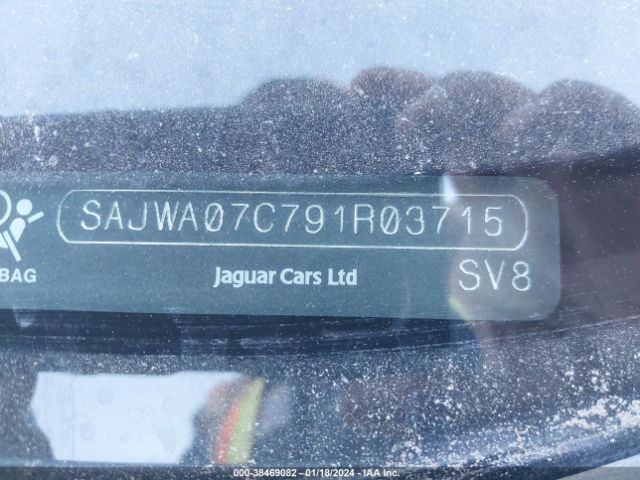 SAJWA07C791R03715
BAG
Jaguar Cars Ltd
SV8
000-38469082 - 01/18/2024 - IAA Inc.